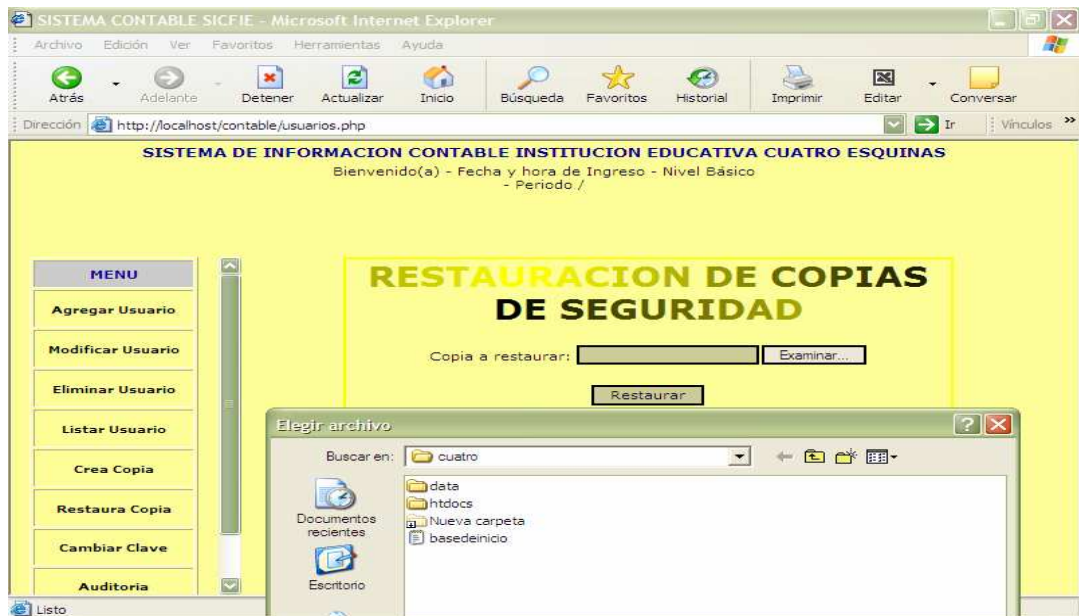 SISTEMA CONTABLE SICFIE - Microsoft Internet Explorer
Archivo Edición Ver Favoritos Herramientas Ayuda
Atrás Adelante Detener Actualizar Inicio Búsqueda Favoritos Historial Imprimir Editar Conversar
Dirección http://localhost/contable/usuarios.php Ir Vínculos »
SISTEMA DE INFORMACION CONTABLE INSTITUCION EDUCATIVA CUATRO ESQUINAS
Bienvenido(a) - Fecha y hora de Ingreso - Nivel Básico
- Periodo /
MENU
Agregar Usuario
Modificar Usuario
Eliminar Usuario
Listar Usuario
Crea Copia
Restaura Copia
Cambiar Clave
Auditoria
RESTAURACION DE COPIAS
DE SEGURIDAD
Copia a restaurar: Examinar...
Restaurar
Elegir archivo
Buscar en: cuatro
Documentos
recientes
Escritorio
data
htdocs
Nueva carpeta
basedeinicio
Listo